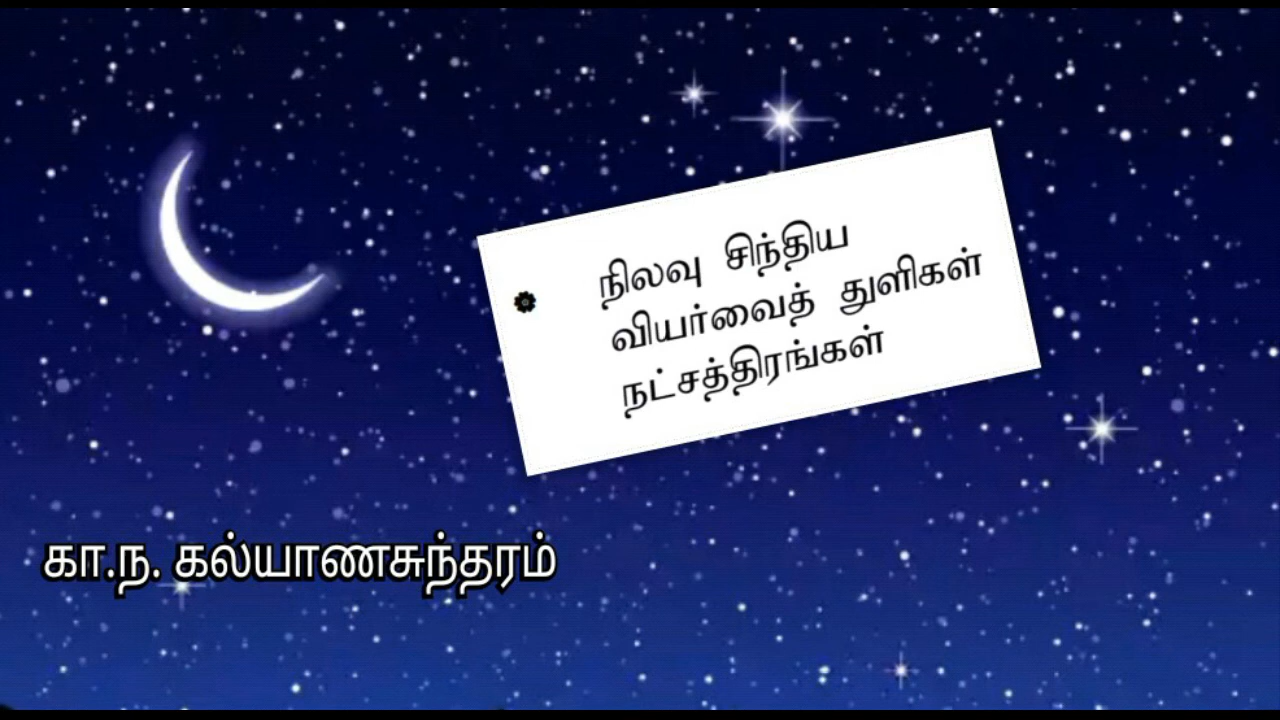 நிலவு சிந்திய
வியர்வைத் துளிகள்
நட்சத்திரங்கள்
கா.ந. கல்யாணசுந்தரம்